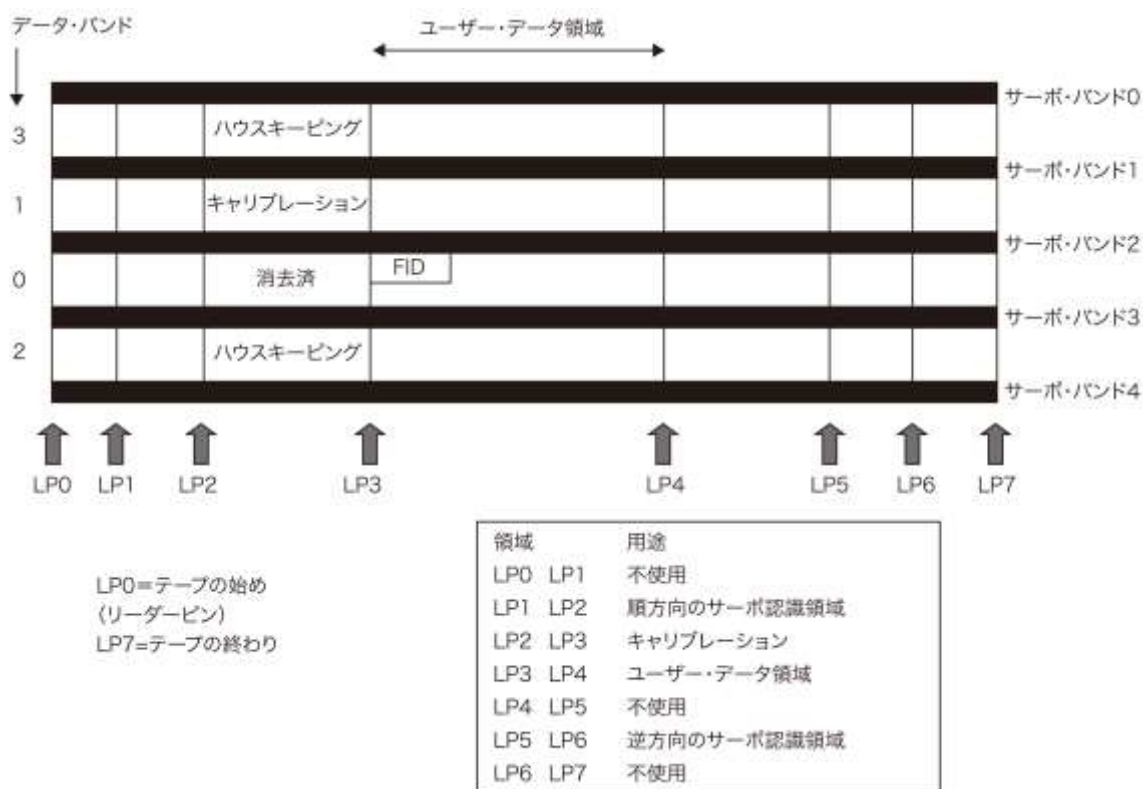 データ・バンド
ユーザー・データ領域
サーボ・バンド0
3 ハウスキーピング
サーボ・バンド1
1 キャリブレーション
サーボ・バンド2
0 消去済 FID
サーボ・バンド3
2 ハウスキーピング
サーボ・バンド4
LP0 LP1 LP2 LP3 LP4 LP5 LP6 LP7
LP0=テープの始め
(リーダーピン)
LP7=テープの終わり
領域 用途
LP0 LP1 不使用
LP1 LP2 順方向のサーボ認識領域
LP2 LP3 キャリブレーション
LP3 LP4 ユーザー・データ領域
LP4 LP5 不使用
LP5 LP6 逆方向のサーボ認識領域
LP6 LP7 不使用